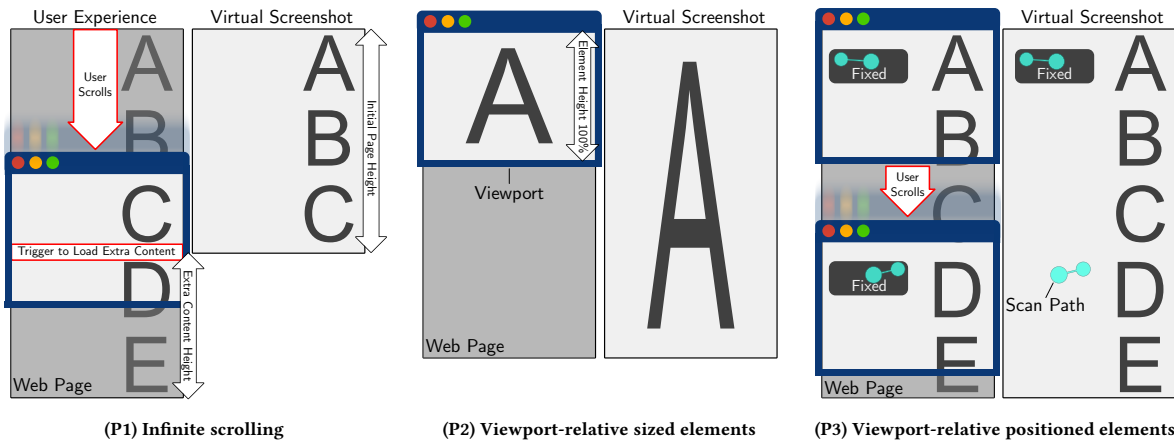 User Experience
Virtual Screenshot
A
B
C
D
E
User
Scrolls
Trigger to Load Extra Content
Web Page
Extra Content Height
A
B
C
Initial Page Height
(P1) Infinite scrolling
Virtual Screenshot
A
Element Height 100%
Viewport
Web Page
A
(P2) Viewport-relative sized elements
Virtual Screenshot
Fixed
A
B
User
Scrolls
C
Fixed
D
E
Web Page
Fixed
A
B
C
D
E
Scan Path
(P3) Viewport-relative positioned elements